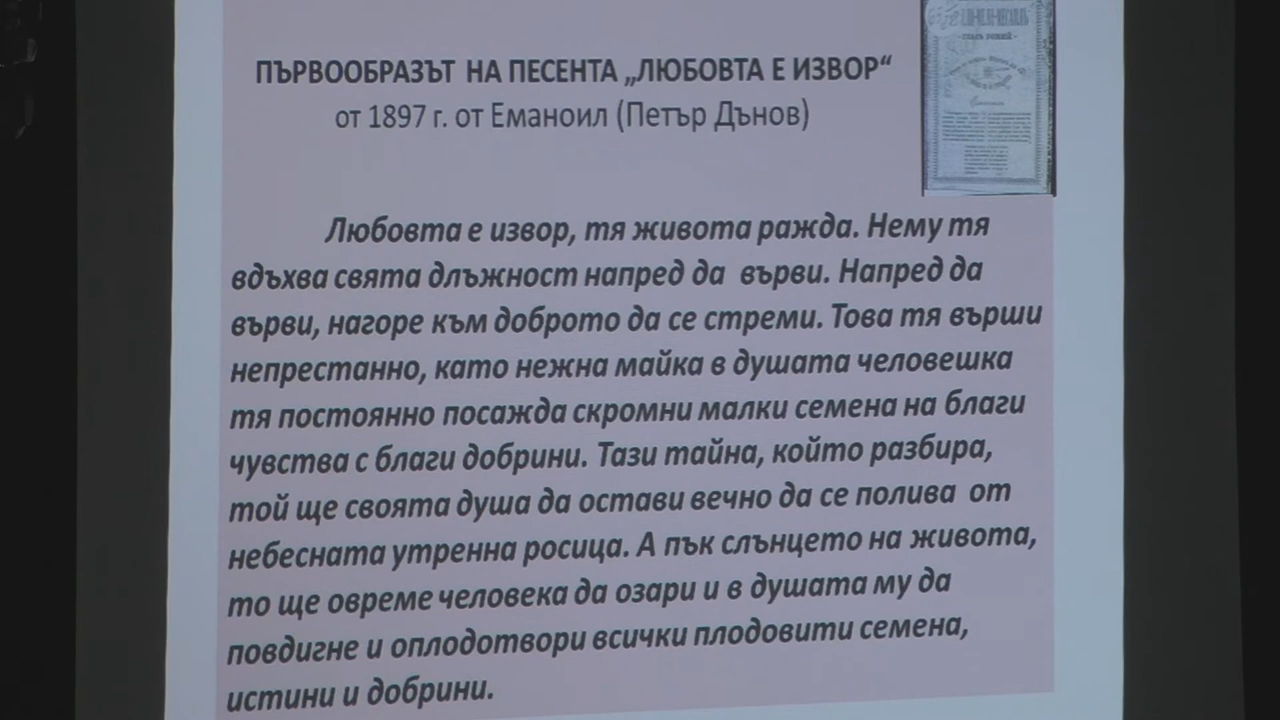 ПЪРВООБРАЗЪТ НА ПЕСЕНТА „ЛЮБОВТА Е ИЗВОР“
от 1897 г. от Еманоил (Петър Дънов)
Любовта е извор, тя живота ражда. Нему тя
вдъхва свята длъжност напред да върви. Напред да
върви, нагоре към доброто да се стреми. Това тя върши
непрестанно, като нежна майка в душата человешка
тя постоянно посажда скромни малки семена на благи
чувства с благи добрини. Тази тайна, който разбира,
той ще своята душа да остави вечно да се полива от
небесната утренна росица. А пък слънцето на живота,
то ще овреме человека да озари и в душата му да
повдигне и оплодотвори всички плодовити семена,
истини и добрини.